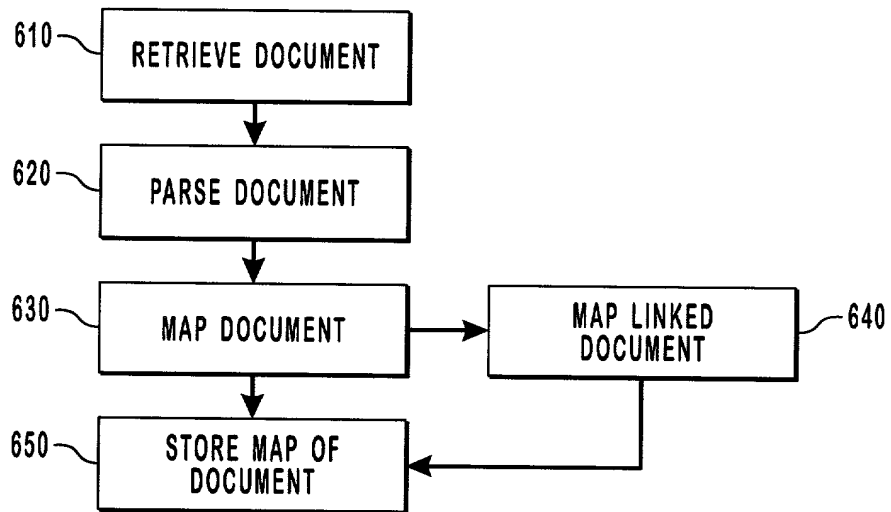 610
RETRIEVE DOCUMENT
620
PARSE DOCUMENT
630
MAP DOCUMENT
MAP LINKED
DOCUMENT
640
650
STORE MAP OF
DOCUMENT